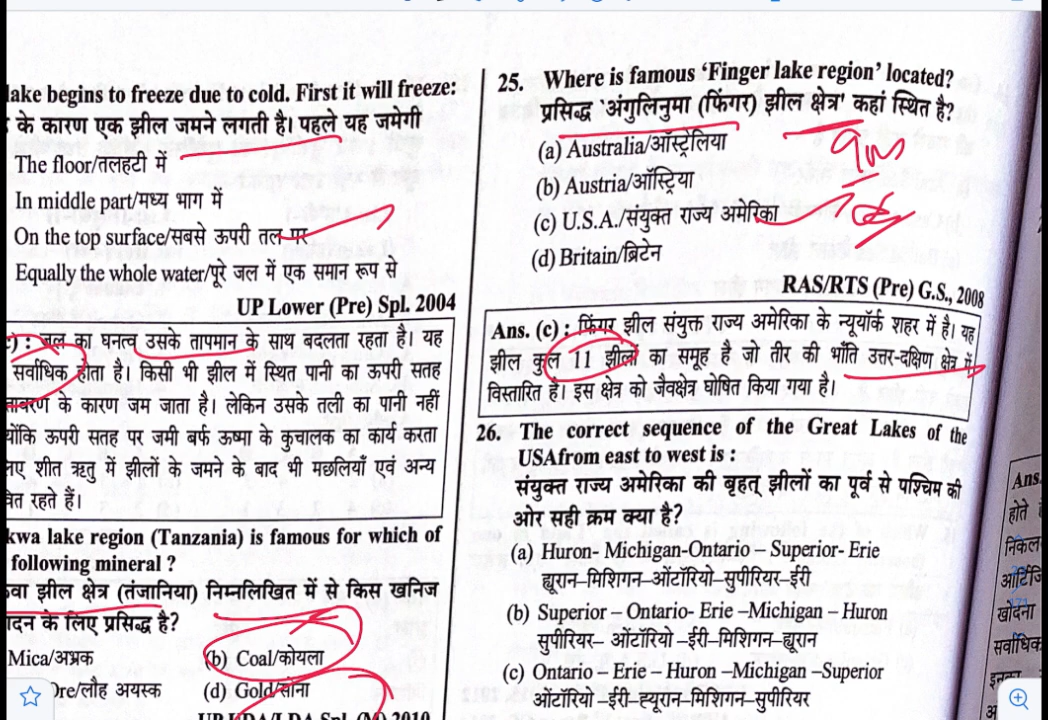 lake begins to freeze due to cold. First it will freeze:
के कारण एक झील जमने लगती है। पहले यह जमेगी
The floor/तलहटी में
In middle part/मध्य भाग में
On the top surface/सबसे ऊपरी तल पर
Equally the whole water/पूरे जल में एक समान रूप से
UP Lower (Pre) Spl. 2004
: जल का घनत्व उसके तापमान के साथ बदलता रहता है। यह
सर्वाधिक होता है। किसी भी झील में स्थित पानी का ऊपरी सतह
के कारण जम जाता है। लेकिन उसके तली का पानी नहीं
ऊपरी सतह पर जमी बर्फ ऊष्मा के कुचालक का कार्य करता
शीत ऋतु में झीलों के जमने के बाद भी मछलियाँ एवं अन्य
रहते हैं।
kwa lake region (Tanzania) is famous for which of
following mineral ?
झील क्षेत्र (तंजानिया) निम्नलिखित में से किस खनिज
के लिए प्रसिद्ध है?
Mica/अभ्रक
(b) Coal/कोयला
Ore/लौह अयस्क
(d) Gold/सोना
UP UDA/LDA Spl. (M) 2010
25. Where is famous ‘Finger lake region’ located?
प्रसिद्ध 'अंगुलिनुमा (फिंगर) झील क्षेत्र' कहां स्थित है?
(a) Australia/ऑस्ट्रेलिया
(b) Austria/ऑस्ट्रिया
(c) U.S.A./संयुक्त राज्य अमेरिका
(d) Britain/ब्रिटेन
RAS/RTS (Pre) G.S., 2008
Ans. (c) : फिंगर झील संयुक्त राज्य अमेरिका के न्यूयॉर्क शहर में है। यह
झील कुल 11 झीलों का समूह है जो तीर की भाँति उत्तर-दक्षिण क्षेत्र में
विस्तारित है। इस क्षेत्र को जैवक्षेत्र घोषित किया गया है।
26. The correct sequence of the Great Lakes of the
USAfrom east to west is :
संयुक्त राज्य अमेरिका की बृहत् झीलों का पूर्व से पश्चिम की
ओर सही क्रम क्या है?
(a) Huron- Michigan-Ontario – Superior- Erie
ह्यूरान–मिशिगन–ओंटॉरियो–सुपीरियर–ईरी
(b) Superior – Ontario- Erie –Michigan – Huron
सुपीरियर–ओंटॉरियो–ईरी–मिशिगन–ह्यूरान
(c) Ontario – Erie – Huron –Michigan –Superior
ओंटॉरियो –ईरी–ह्यूरान–मिशिगन–सुपीरियर
Ans.
होते
निकल
खोदना
सर्वाधिक